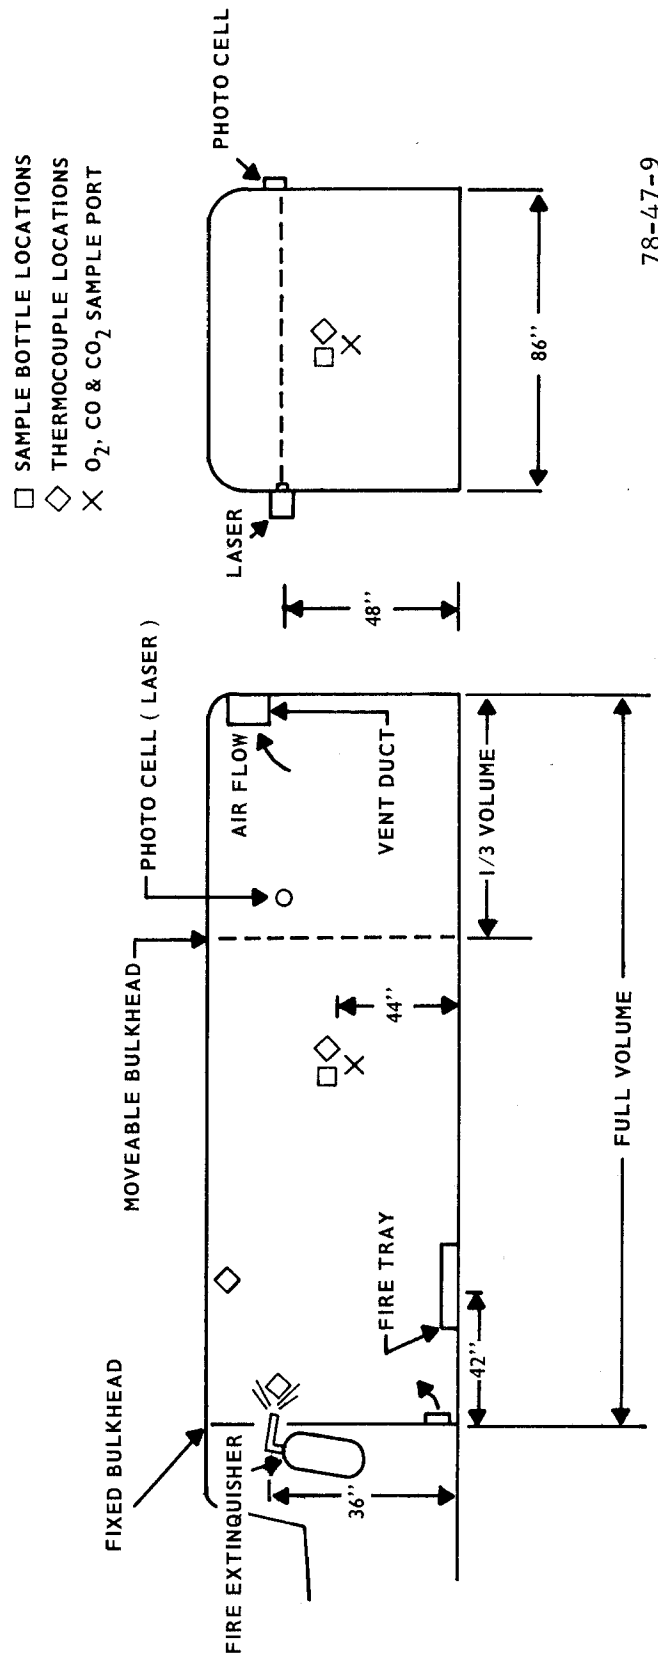 □ SAMPLE BOTTLE LOCATIONS
◇ THERMOCOUPLE LOCATIONS
× O₂, CO & CO₂ SAMPLE PORT
PHOTO CELL
LASER
86’’
48’’
PHOTO CELL ( LASER )
MOVEABLE BULKHEAD
FIXED BULKHEAD
AIR FLOW
VENT DUCT
FIRE EXTINQUISHER
36’’
FIRE TRAY
42’’
44’’
1/3 VOLUME
FULL VOLUME
78-47-9